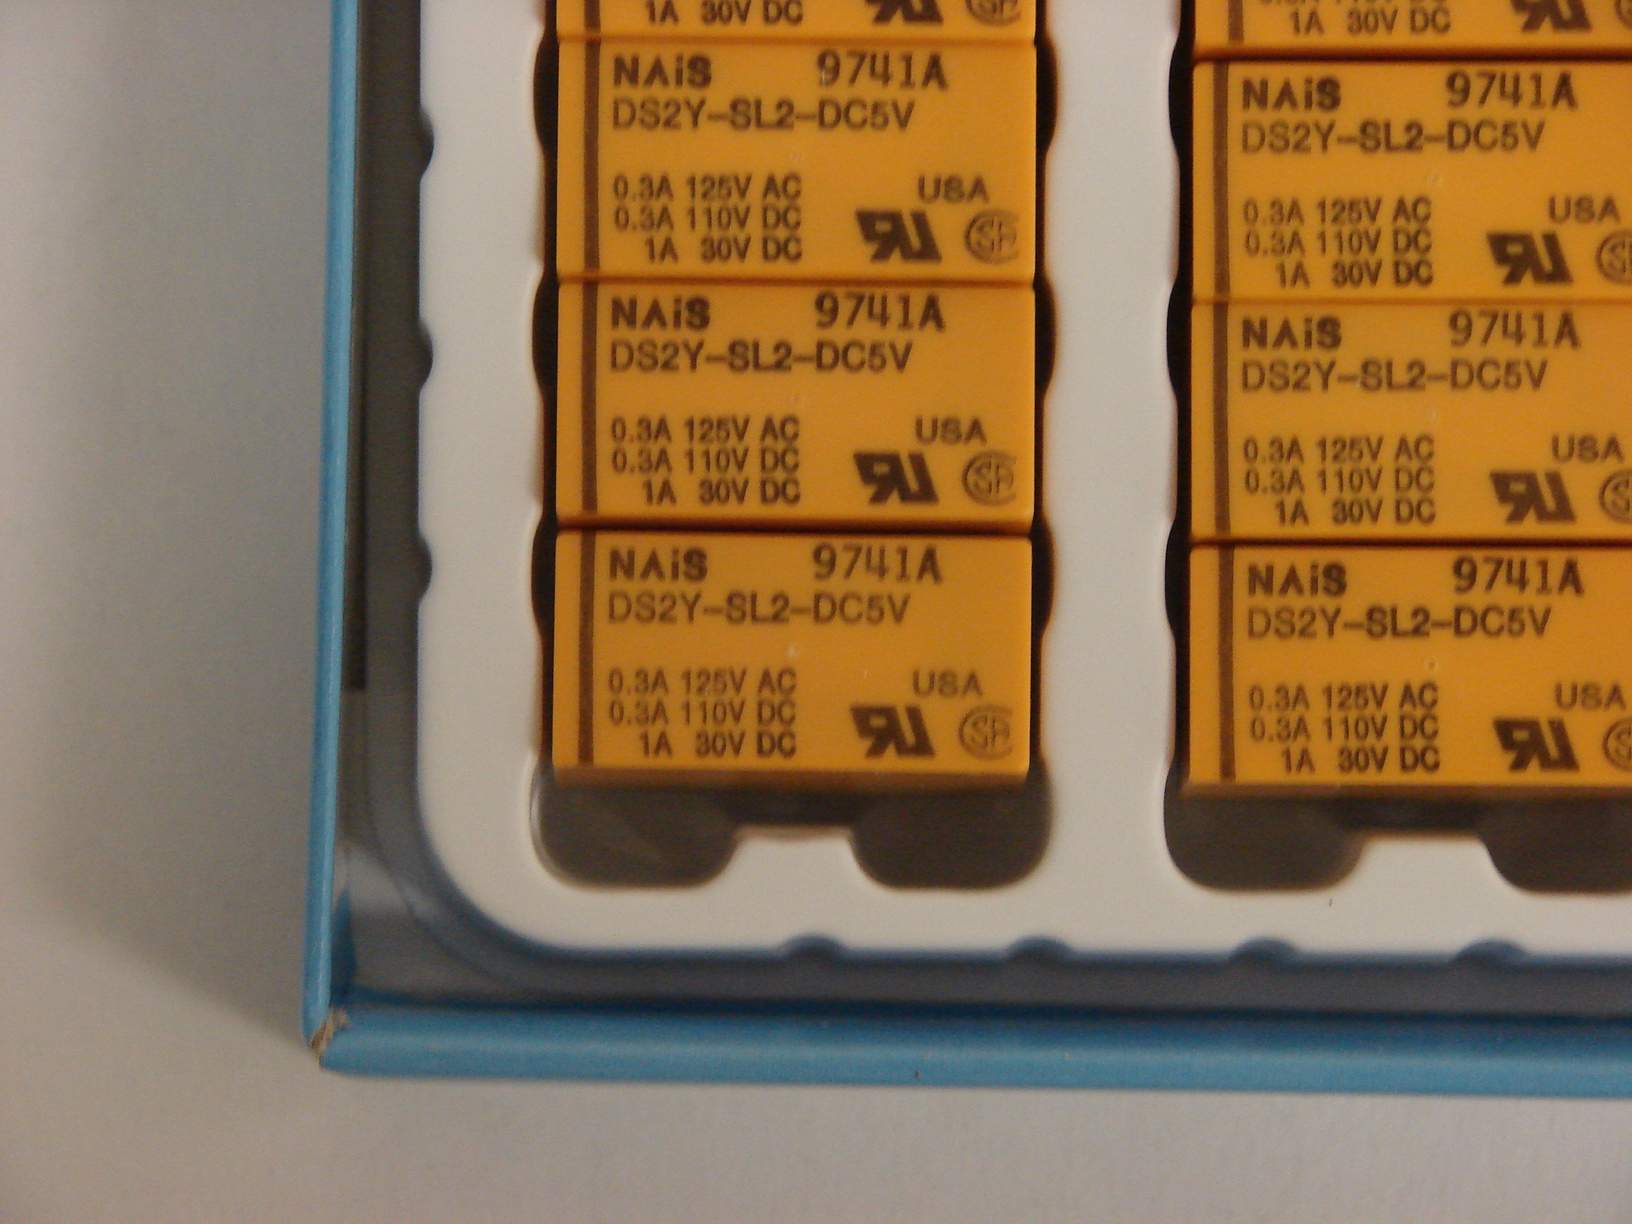 1A 30V DC
NAiS 9741A
DS2Y-SL2-DC5V
0.3A 125V AC USA
0.3A 110V DC
1A 30V DC
NAiS 9741A
DS2Y-SL2-DC5V
0.3A 125V AC USA
0.3A 110V DC
1A 30V DC
NAiS 9741A
DS2Y-SL2-DC5V
0.3A 125V AC USA
0.3A 110V DC
1A 30V DC
1A 30V DC
NAiS 9741A
DS2Y-SL2-DC5V
0.3A 125V AC USA
0.3A 110V DC
1A 30V DC
NAiS 9741A
DS2Y-SL2-DC5V
0.3A 125V AC USA
0.3A 110V DC
1A 30V DC
NAiS 9741A
DS2Y-SL2-DC5V
0.3A 125V AC USA
0.3A 110V DC
1A 30V DC